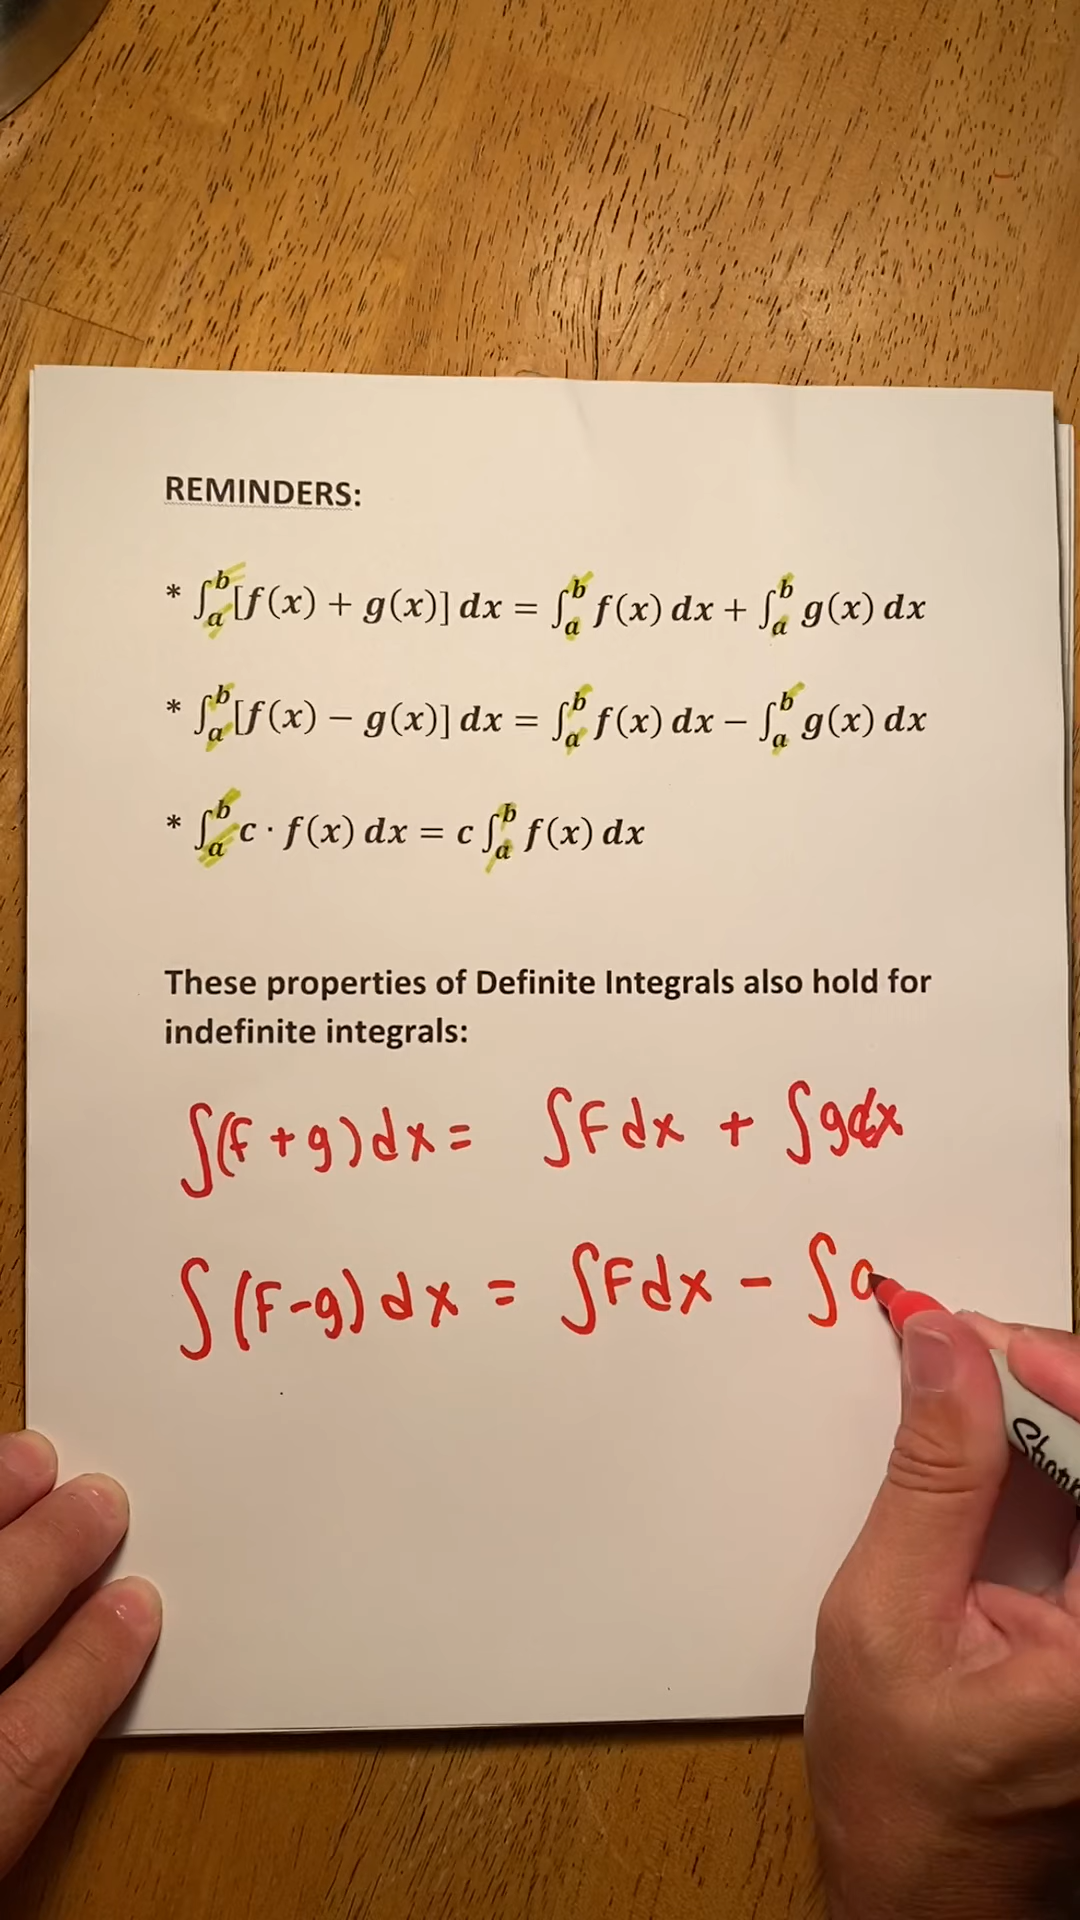 REMINDERS:
* ∫ₐᵇ[f(x) + g(x)] dx = ∫ₐᵇ f(x) dx + ∫ₐᵇ g(x) dx
* ∫ₐᵇ[f(x) − g(x)] dx = ∫ₐᵇ f(x) dx − ∫ₐᵇ g(x) dx
* ∫ₐᵇ c · f(x) dx = c ∫ₐᵇ f(x) dx
These properties of Definite Integrals also hold for
indefinite integrals:
∫(f + g) dx = ∫f dx + ∫g dx
∫(f - g) dx = ∫f dx - ∫